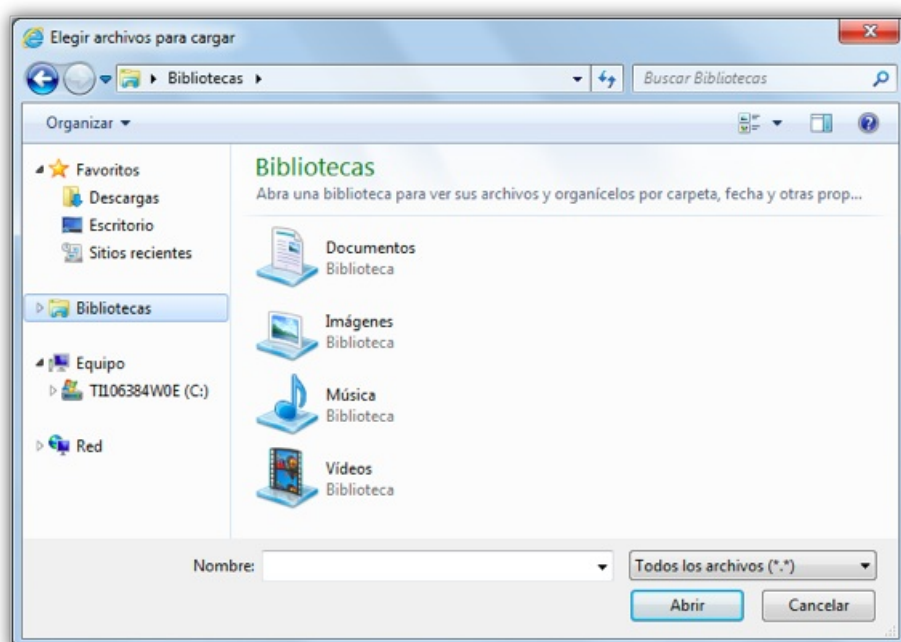 Elegir archivos para cargar
Bibliotecas
Buscar Bibliotecas
Organizar
Favoritos
Descargas
Escritorio
Sitios recientes
Bibliotecas
Equipo
TI106384W0E (C:)
Red
Bibliotecas
Abra una biblioteca para ver sus archivos y organícelos por carpeta, fecha y otras prop...
Documentos
Biblioteca
Imágenes
Biblioteca
Música
Biblioteca
Vídeos
Biblioteca
Nombre:
Todos los archivos (*.*)
Abrir
Cancelar